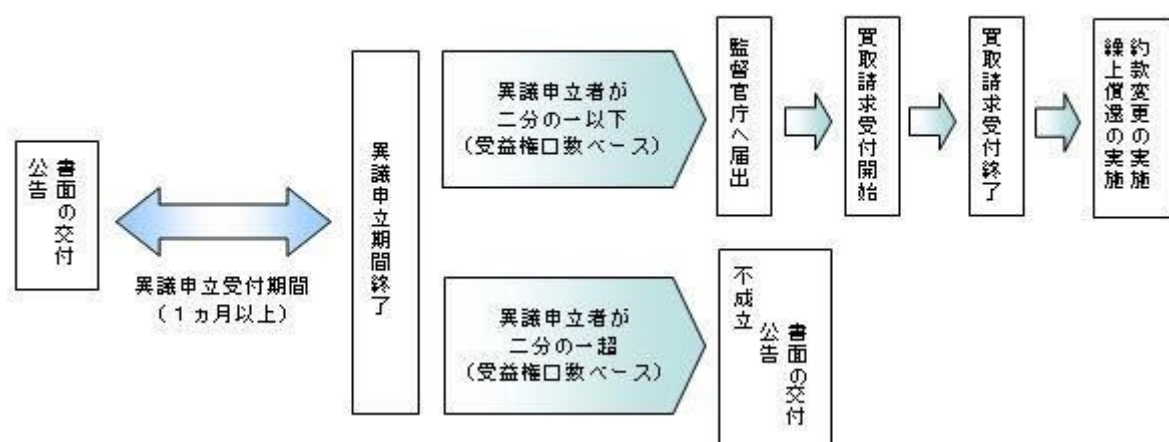 書面の交付
公告
異議申立受付期間
（１ヵ月以上）
異議申立期間終了
異議申立者が
二分の一以下
（受益権口数ベース）
監督官庁へ届出
買取請求受付開始
買取請求受付終了
約款変更の実施
繰上償還の実施
異議申立者が
二分の一超
（受益権口数ベース）
不成立
書面の交付
公告